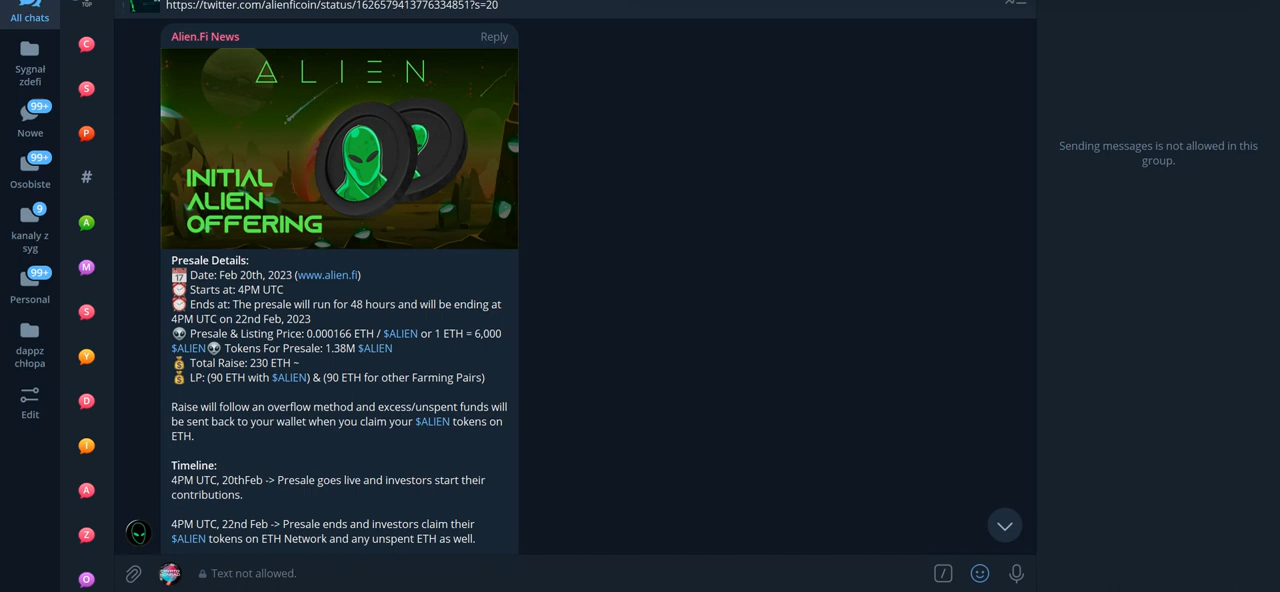 https://twitter.com/alienficoin/status/1626579413776334851?s=20
All chats
TOP
Sygnał
zdefi
99+
Nowe
99+
Osobiste
9
kanały z
syg
99+
Personal
dappz
chłopa
Edit
C
S
P
#
A
M
S
Y
D
I
A
Z
O
Alien.Fi News
Reply
ALIEN
INITIAL
ALIEN
OFFERING
Presale Details:
17 Date: Feb 20th, 2023 (www.alien.fi)
Starts at: 4PM UTC
Ends at: The presale will run for 48 hours and will be ending at
4PM UTC on 22nd Feb, 2023
Presale & Listing Price: 0.000166 ETH / $ALIEN or 1 ETH = 6,000
$ALIEN Tokens For Presale: 1.38M $ALIEN
Total Raise: 230 ETH ~
LP: (90 ETH with $ALIEN) & (90 ETH for other Farming Pairs)
Raise will follow an overflow method and excess/unspent funds will
be sent back to your wallet when you claim your $ALIEN tokens on
ETH.
Timeline:
4PM UTC, 20thFeb -> Presale goes live and investors start their
contributions.
4PM UTC, 22nd Feb -> Presale ends and investors claim their
$ALIEN tokens on ETH Network and any unspent ETH as well.
Text not allowed.
Sending messages is not allowed in this
group.